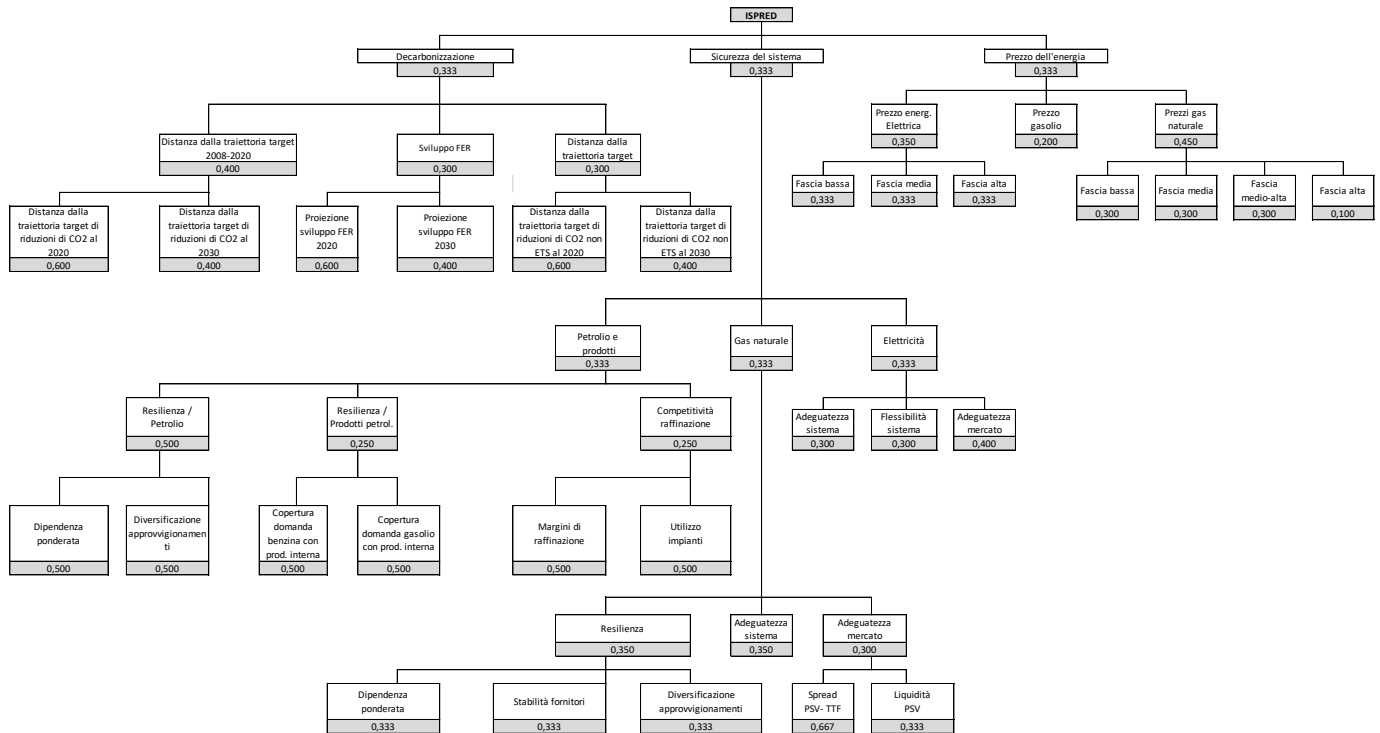 ISPRED
Decarbonizzazione
0,333
Sicurezza del sistema
0,333
Prezzo dell'energia
0,333
Distanza dalla traiettoria target
2008-2020
0,400
Sviluppo FER
0,300
Distanza dalla
traiettoria target
0,300
Prezzo energ.
Elettrica
0,350
Prezzo
gasolio
0,200
Prezzi gas
naturale
0,450
Fascia bassa
0,333
Fascia media
0,333
Fascia alta
0,333
Fascia bassa
0,300
Fascia media
0,300
Fascia
medio-alta
0,300
Fascia alta
0,100
Distanza dalla
traiettoria target di
riduzioni di CO2 al
2020
0,600
Distanza dalla
traiettoria target di
riduzioni di CO2 al
2030
0,400
Proiezione
sviluppo FER
2020
0,600
Proiezione
sviluppo FER
2030
0,400
Distanza dalla
traiettoria target di
riduzioni di CO2 non
ETS al 2020
0,600
Distanza dalla
traiettoria target di
riduzioni di CO2 non
ETS al 2030
0,400
Petrolio e
prodotti
0,333
Gas naturale
0,333
Elettricità
0,333
Resilienza /
Petrolio
0,500
Resilienza /
Prodotti petrol.
0,250
Competitività
raffinazione
0,250
Adeguatezza
sistema
0,300
Flessibilità
sistema
0,300
Adeguatezza
mercato
0,400
Dipendenza
ponderata
0,500
Diversificazione
approvvigionamen
ti
0,500
Copertura
domanda
benzina con
prod. interna
0,500
Copertura
domanda gasolio
con prod. interna
0,500
Margini di
raffinazione
0,500
Utilizzo
impianti
0,500
Resilienza
0,350
Adeguatezza
sistema
0,350
Adeguatezza
mercato
0,300
Dipendenza
ponderata
0,333
Stabilità fornitori
0,333
Diversificazione
approvvigionamenti
0,333
Spread
PSV- TTF
0,667
Liquidità
PSV
0,333